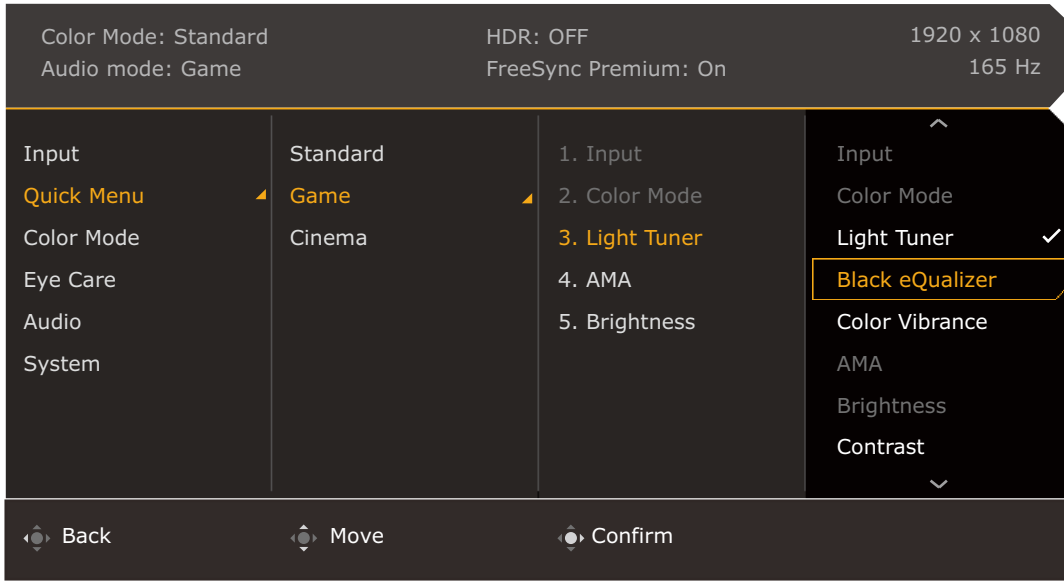 Color Mode: Standard
HDR: OFF
1920 x 1080
Audio mode: Game
FreeSync Premium: On
165 Hz
Input
Quick Menu
Color Mode
Eye Care
Audio
System
Standard
Game
Cinema
1. Input
2. Color Mode
3. Light Tuner
4. AMA
5. Brightness
Input
Color Mode
Light Tuner
Black eQualizer
Color Vibrance
AMA
Brightness
Contrast
Back
Move
Confirm